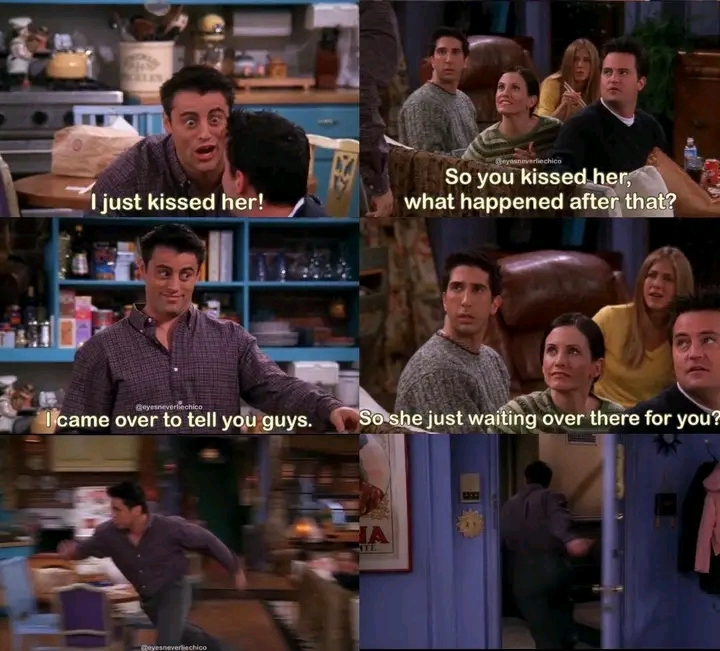 I just kissed her!
@eyesneverliechico
So you kissed her,
what happened after that?
@eyesneverliechico
I came over to tell you guys.
So she just waiting over there for you?
@eyesneverliechico
HA